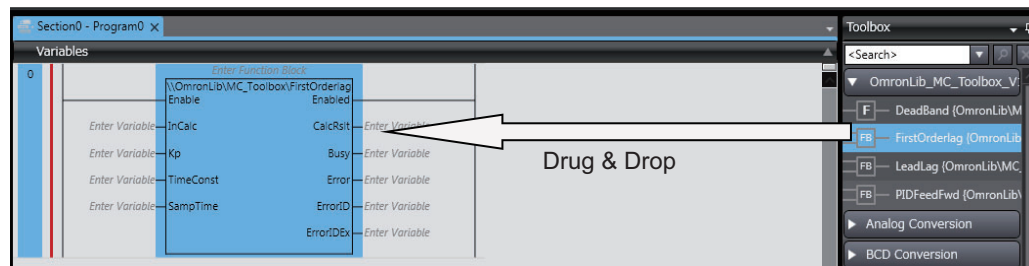 Section0 - Program0
Toolbox
Variables
<Search>
0
Enter Function Block
\\OmronLib\MC_Toolbox\FirstOrderlag
Enable Enabled
Enter Variable InCalc CalcRslt Enter Variable
Enter Variable Kp Busy Enter Variable
Enter Variable TimeConst Error Enter Variable
Enter Variable SampTime ErrorID Enter Variable
ErrorIDEx Enter Variable
Drug & Drop
OmronLib_MC_Toolbox_V
F DeadBand {OmronLib\M
FB FirstOrderlag {OmronLib
FB LeadLag {OmronLib\MC_
FB PIDFeedFwd {OmronLib\
Analog Conversion
BCD Conversion